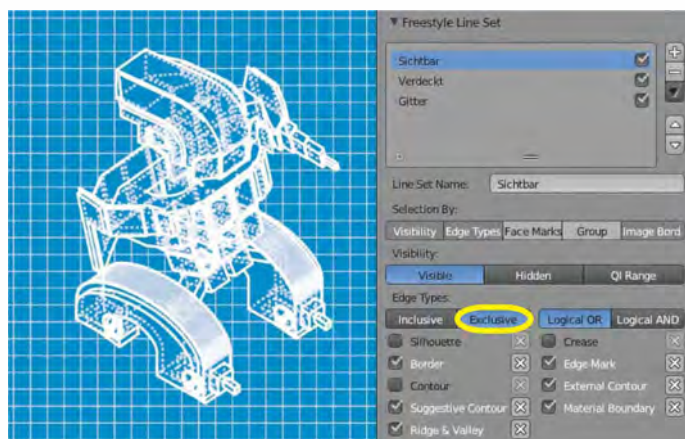 Freestyle Line Set
Sichtbar
Verdeckt
Gitter
Line Set Name: Sichtbar
Selection By:
Visibility Edge Types Face Marks Group Image Bord
Visibility:
Visible Hidden QI Range
Edge Types:
Inclusive Exclusive Logical OR Logical AND
Silhouette Crease
Border Edge Mark
Contour External Contour
Suggestive Contour Material Boundary
Ridge & Valley